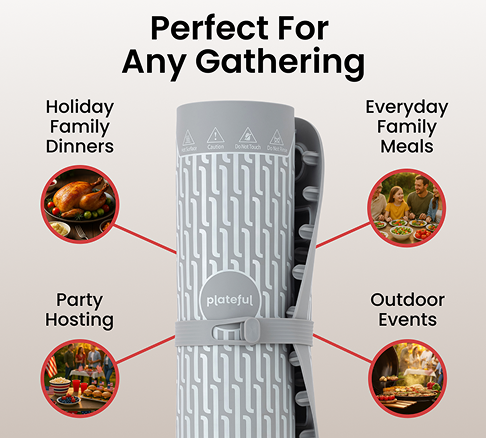 Perfect For
Any Gathering
Holiday
Family
Dinners
Everyday
Family
Meals
Caution
Do Not Touch
plateful
Party
Hosting
Outdoor
Events